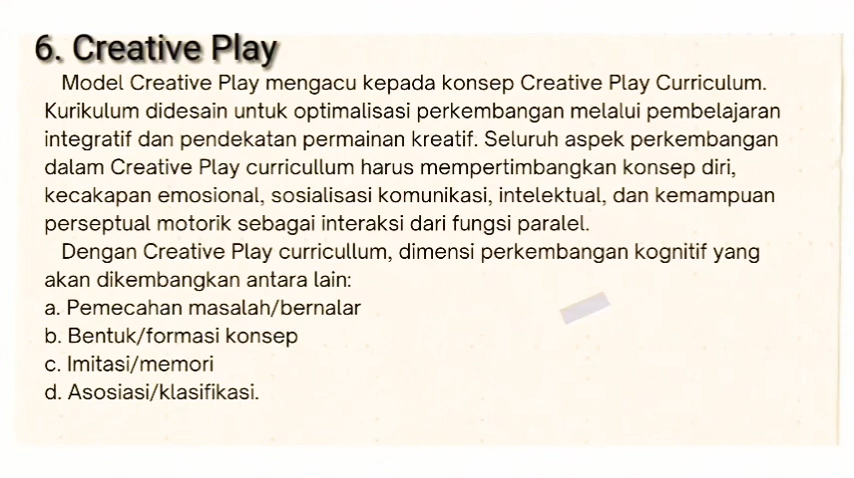 6. Creative Play
Model Creative Play mengacu kepada konsep Creative Play Curriculum.
Kurikulum didesain untuk optimalisasi perkembangan melalui pembelajaran
integratif dan pendekatan permainan kreatif. Seluruh aspek perkembangan
dalam Creative Play curricullum harus mempertimbangkan konsep diri,
kecakapan emosional, sosialisasi komunikasi, intelektual, dan kemampuan
perseptual motorik sebagai interaksi dari fungsi paralel.
Dengan Creative Play curricullum, dimensi perkembangan kognitif yang
akan dikembangkan antara lain:
a. Pemecahan masalah/bernalar
b. Bentuk/formasi konsep
c. Imitasi/memori
d. Asosiasi/klasifikasi.